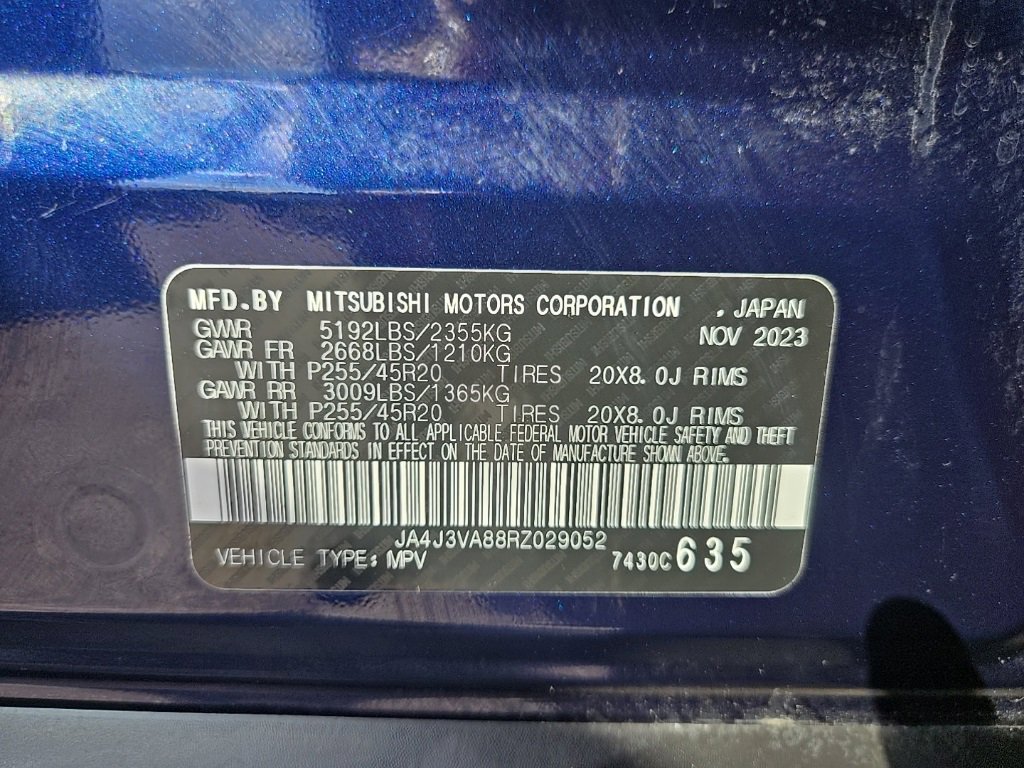 MFD.BY MITSUBISHI MOTORS CORPORATION , JAPAN
GVWR 5192LBS/2355KG NOV 2023
GAWR FR 2668LBS/1210KG
WITH P255/45R20 TIRES 20X8.0J RIMS
GAWR RR 3009LBS/1365KG
WITH P255/45R20 TIRES 20X8.0J RIMS
THIS VEHICLE CONFORMS TO ALL APPLICABLE FEDERAL MOTOR VEHICLE SAFETY AND THEFT
PREVENTION STANDARDS IN EFFECT ON THE DATE OF MANUFACTURE SHOWN ABOVE.
JA4J3VA88RZ029052
VEHICLE TYPE: MPV 7430C 635